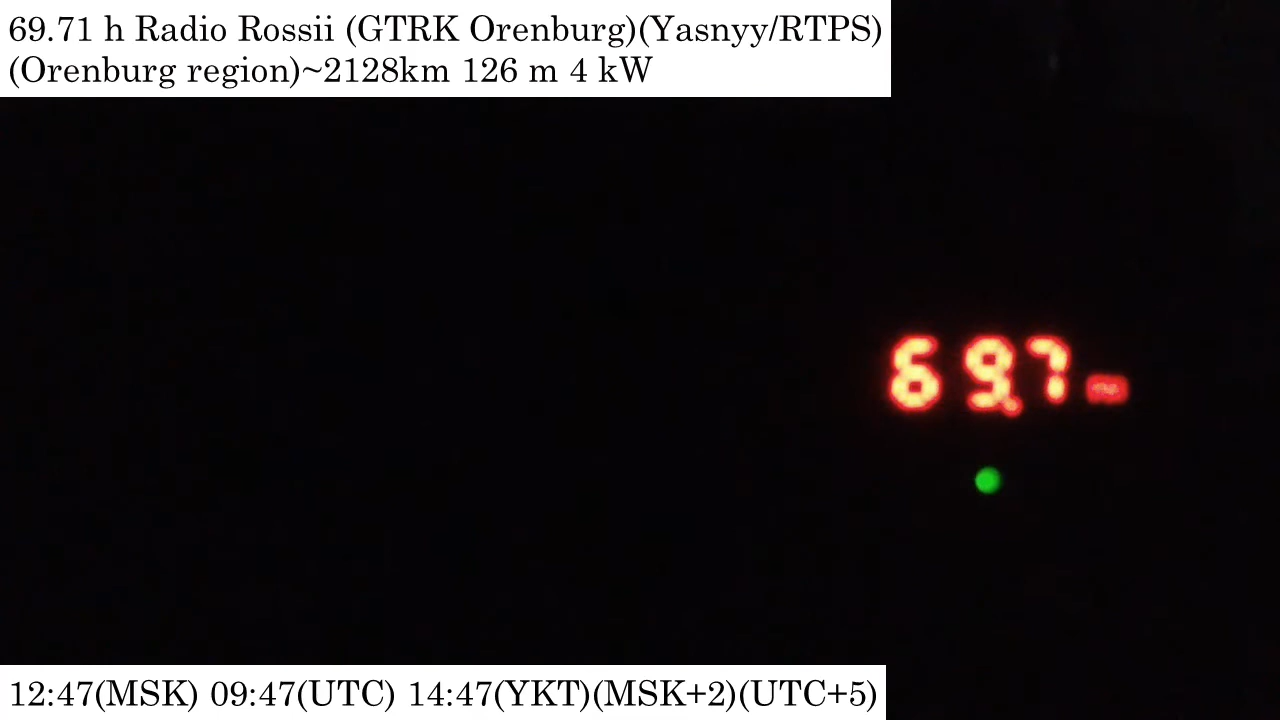 69.71 h Radio Rossii (GTRK Orenburg)(Yasnyy/RTPS)
(Orenburg region)~2128km 126 m 4 kW
69.7
12:47(MSK) 09:47(UTC) 14:47(YKT)(MSK+2)(UTC+5)